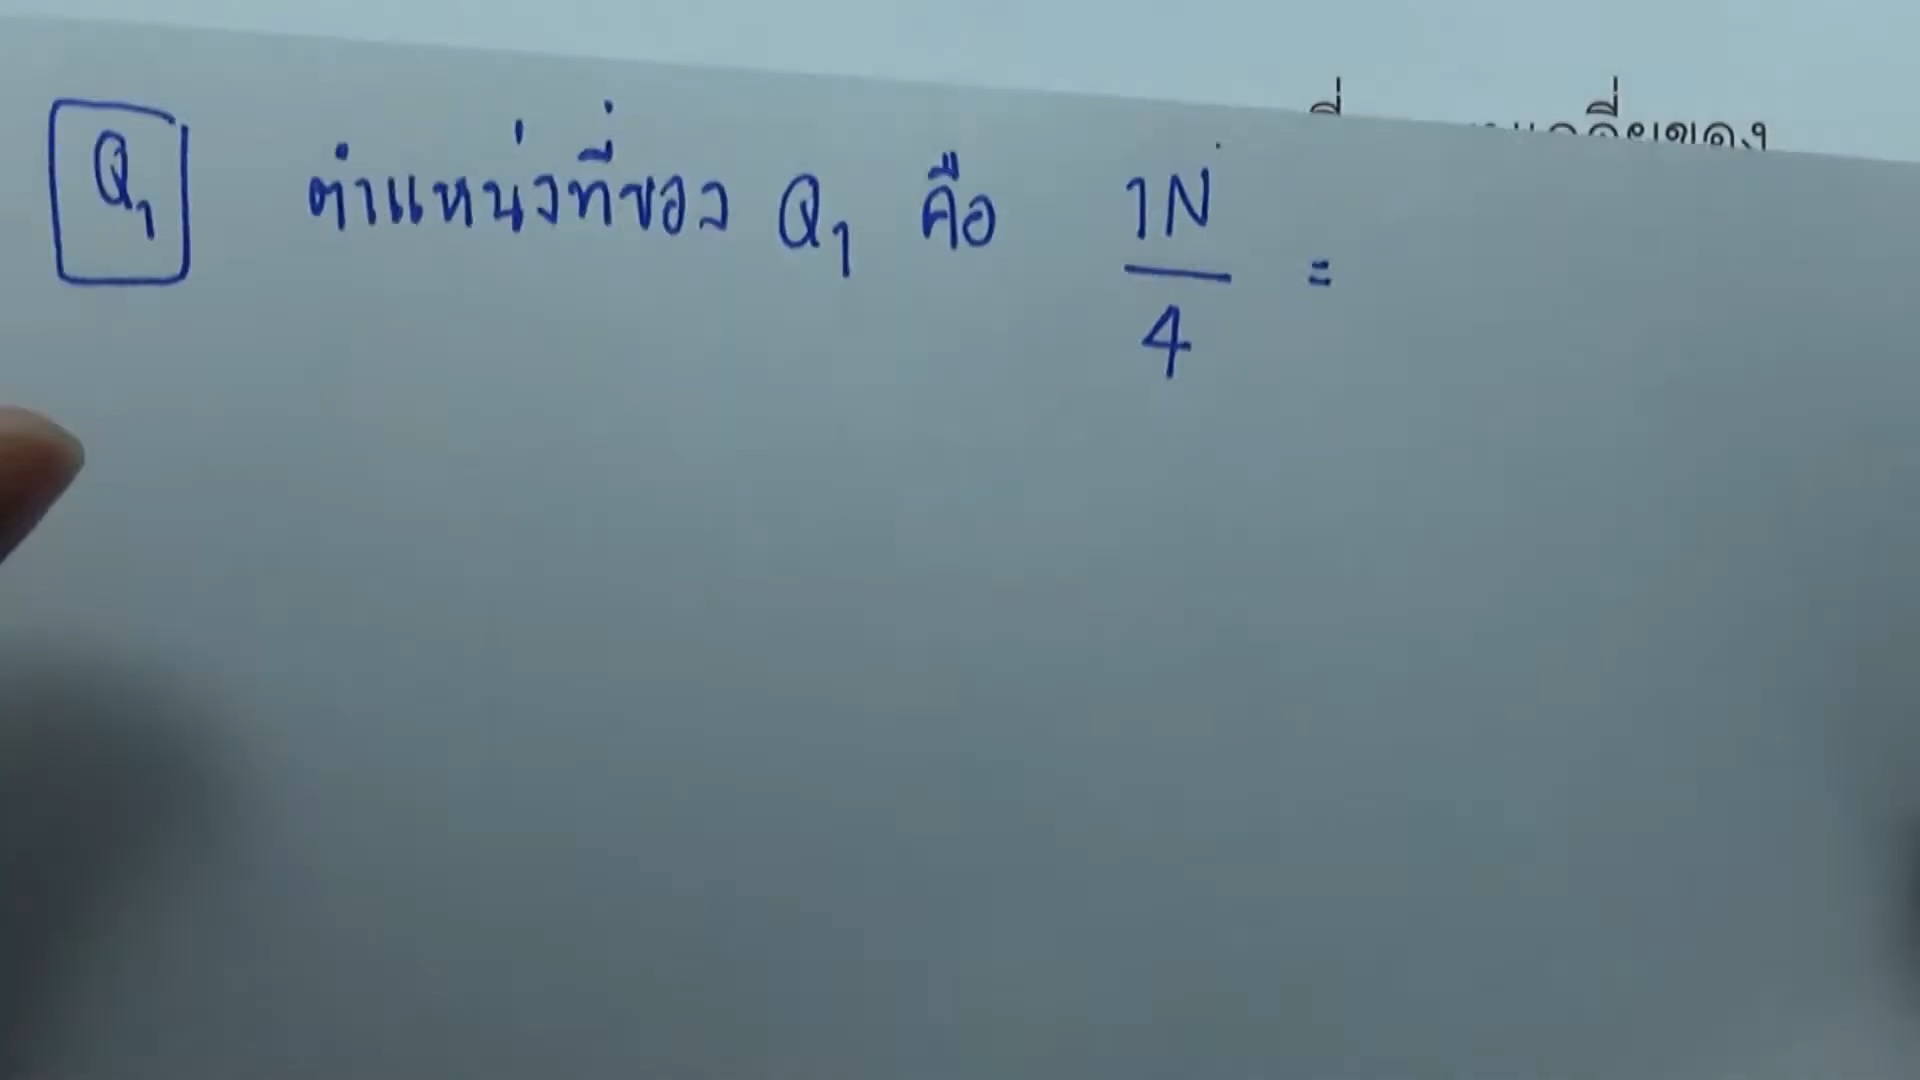 Q₁ ตำแหน่งที่ของ Q₁ คือ 1N/4 =